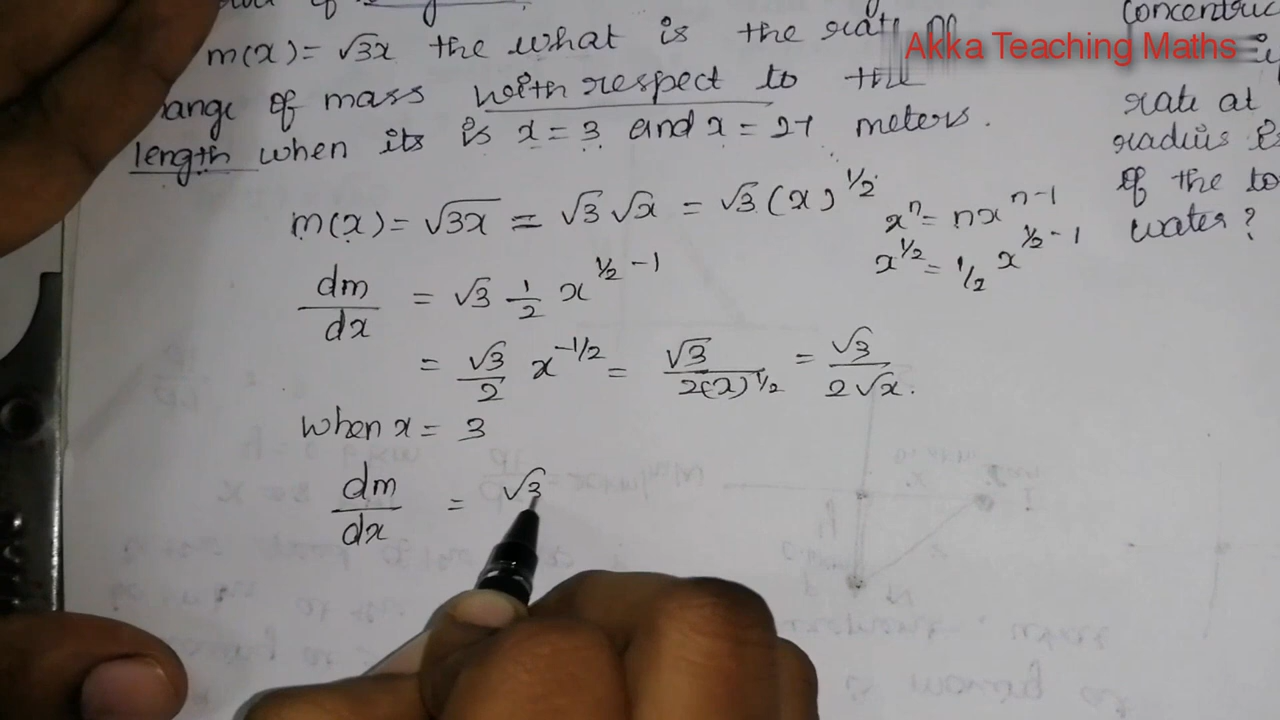 m(x) = √3x the what is the rate of
ange of mass with respect to the
length when its is x = 3 and x = 27 meters.
m(x) = √3x = √3 √x = √3 (x)^1/2
dm/dx = √3 1/2 x^1/2 - 1
= √3/2 x^-1/2 = √3/2(x)^1/2 = √3/2√x.
when x = 3
dm/dx = √3
x^n = nx^n-1
x^1/2 = 1/2 x^1/2 - 1
Akka Teaching Maths
concentric
rate at
radius is
of the to
water?